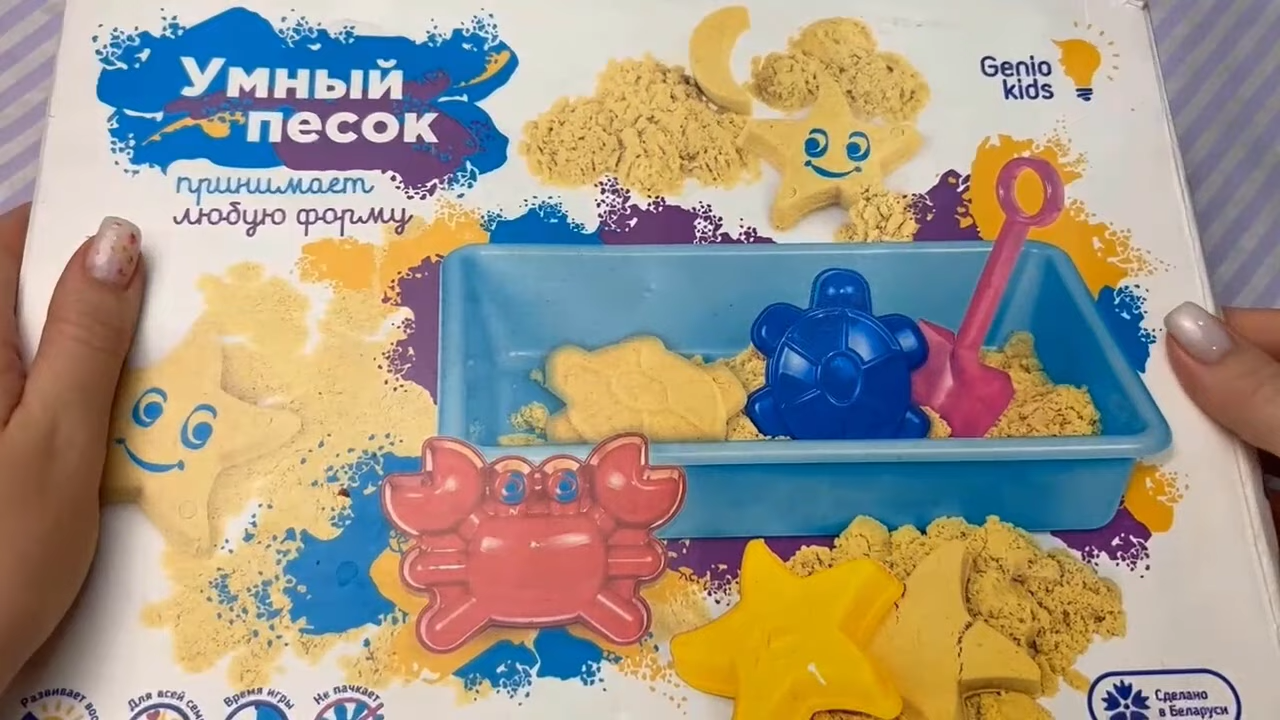 Умный
песок
принимает
любую форму
Genio
kids
Развивает
Для всей
Время игры
Не пачкает
Сделано
в Беларуси